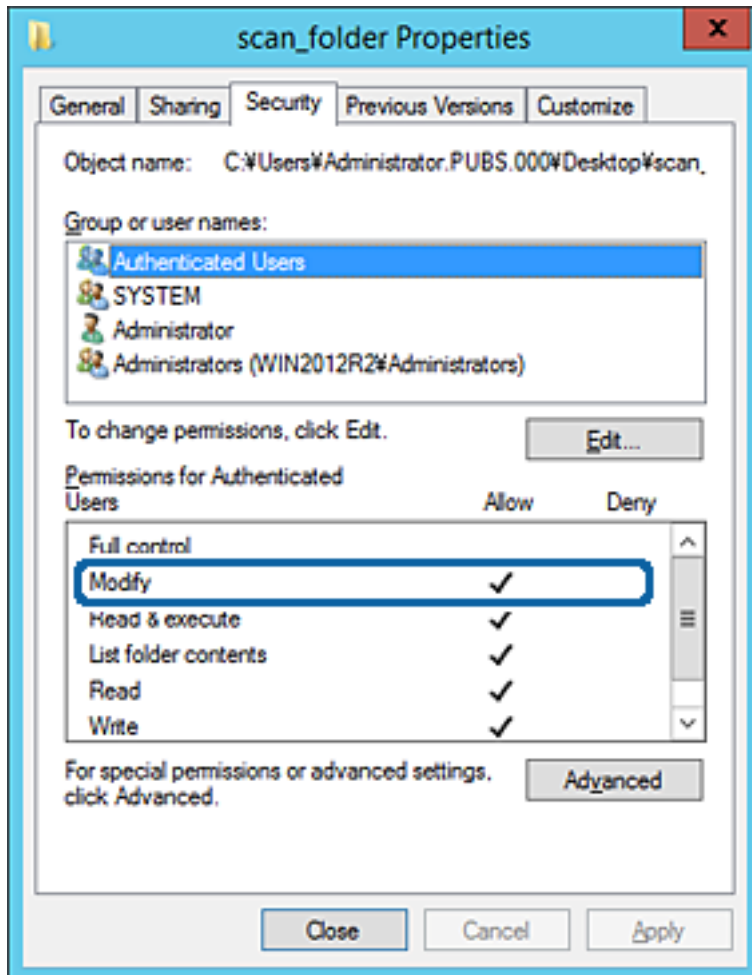 scan_folder Properties
x
General Sharing Security Previous Versions Customize
Object name: C:¥Users¥Administrator.PUBS.000¥Desktop¥scan_
Group or user names:
Authenticated Users
SYSTEM
Administrator
Administrators (WIN2012R2¥Administrators)
To change permissions, click Edit.
Edit...
Permissions for Authenticated
Users Allow Deny
Full control
Modify
Read & execute
List folder contents
Read
Write
For special permissions or advanced settings,
click Advanced.
Advanced
Close Cancel Apply